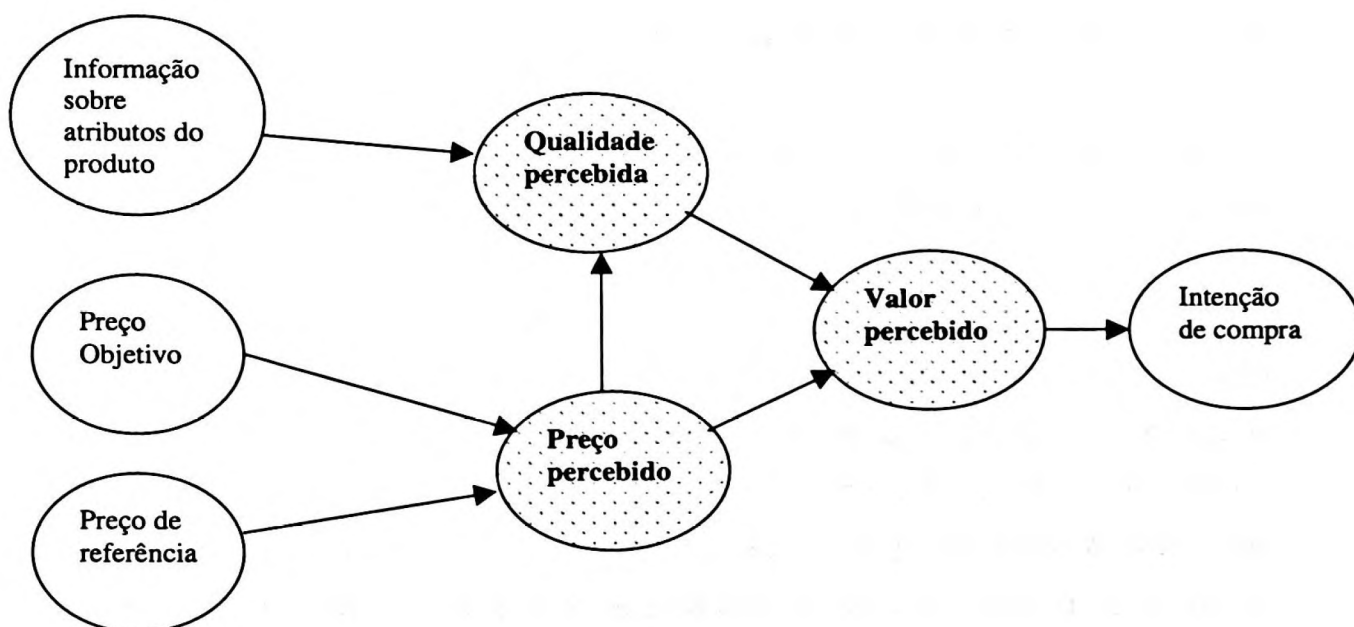 Informação
sobre
atributos do
produto
Qualidade
percebida
Preço
Objetivo
Valor
percebido
Intenção
de compra
Preço
percebido
Preço de
referência